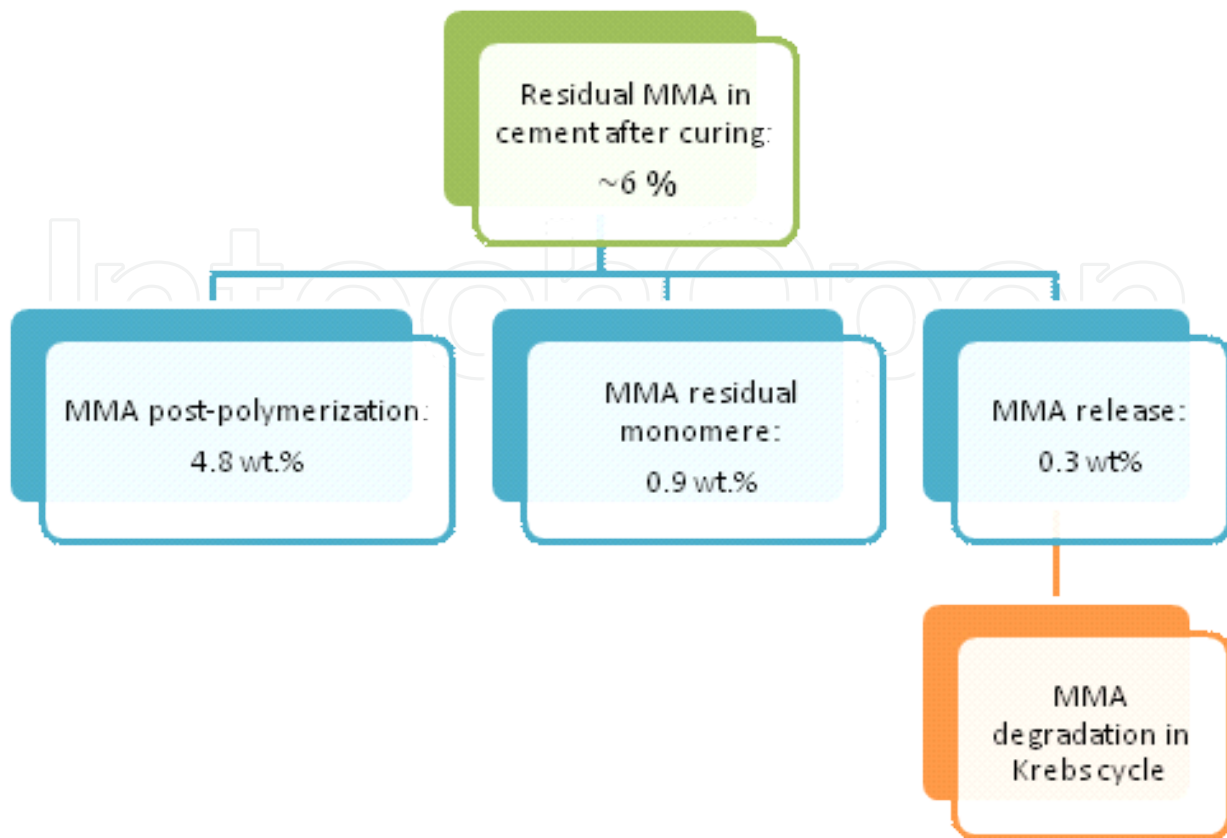 Residual MMA in
cement after curing:
~6 %
IntechOpen
MMA post-polymerization:
4.8 wt.%
MMA residual
monomere:
0.9 wt.%
MMA release:
0.3 wt%
MMA
degradation in
Krebs cycle